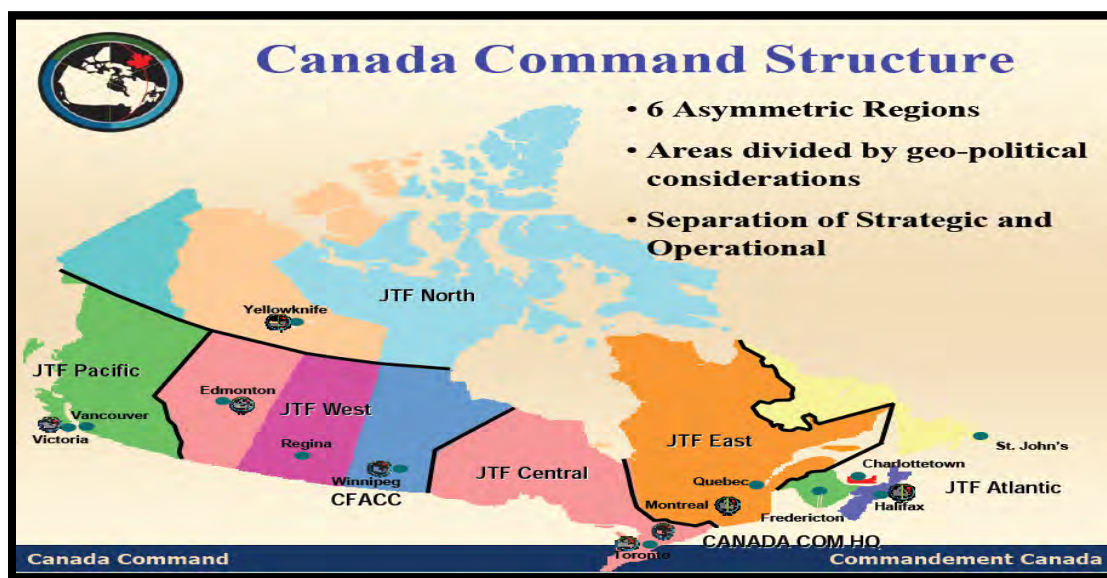 Canada Command Structure
• 6 Asymmetric Regions
• Areas divided by geo-political
considerations
• Separation of Strategic and
Operational
JTF North
Yellowknife
JTF Pacific
Edmonton
JTF West
Vancouver
Victoria
Regina
Winnipeg
CFACC
JTF Central
JTF East
St. John's
Charlottetown
Quebec
JTF Atlantic
Montreal
Halifax
Fredericton
CANADA COM HQ
Toronto
Canada Command
Commandement Canada